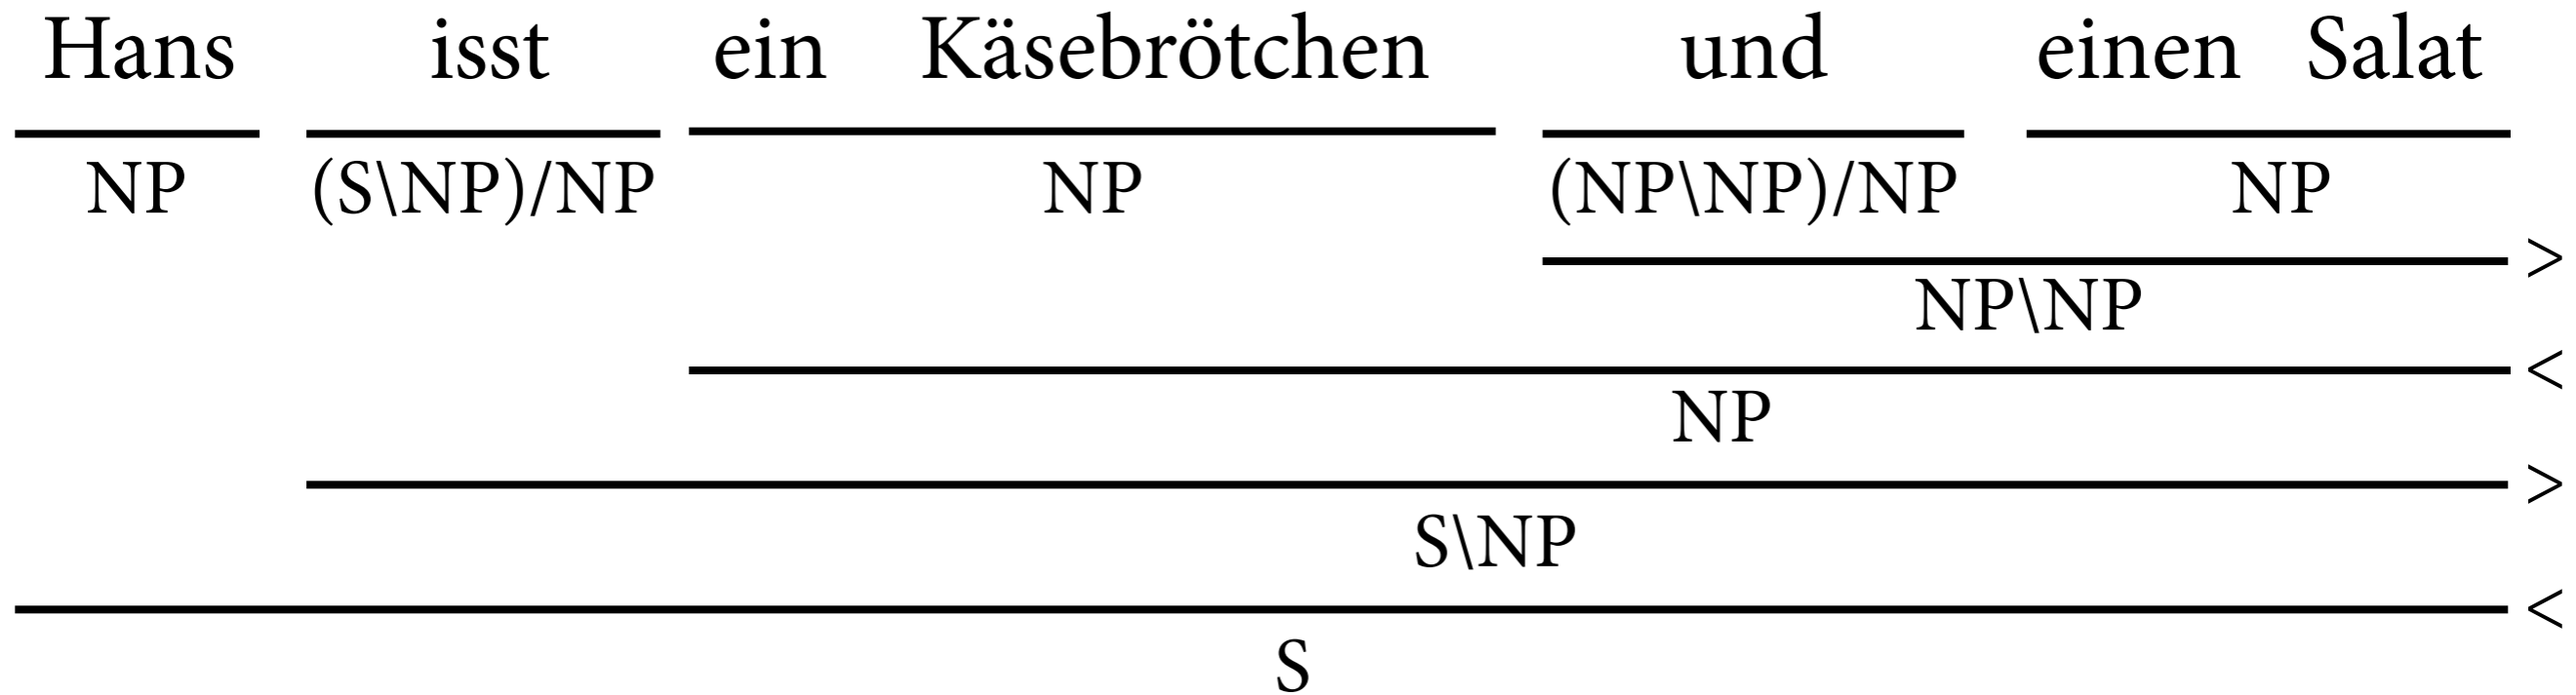 Hans isst ein Käsebrötchen und einen Salat
NP (S\NP)/NP NP (NP\NP)/NP NP
>
NP\NP
<
NP
>
S\NP
<
S